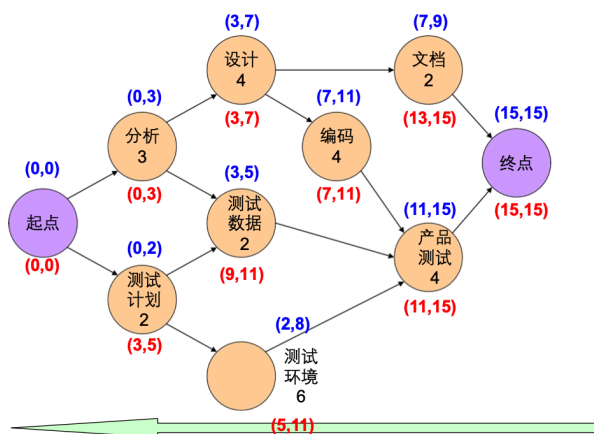 (3,7)
(7,9)
设计
4
文档
2
(0,3)
(3,7)
(7,11)
(13,15)
(15,15)
分析
3
编码
4
终点
(0,0)
(0,3)
(3,5)
(7,11)
(15,15)
起点
测试
数据
2
(11,15)
产品
测试
4
(0,0)
(0,2)
(9,11)
测试
计划
2
(11,15)
(3,5)
(2,8)
测试
环境
6
(5,11)